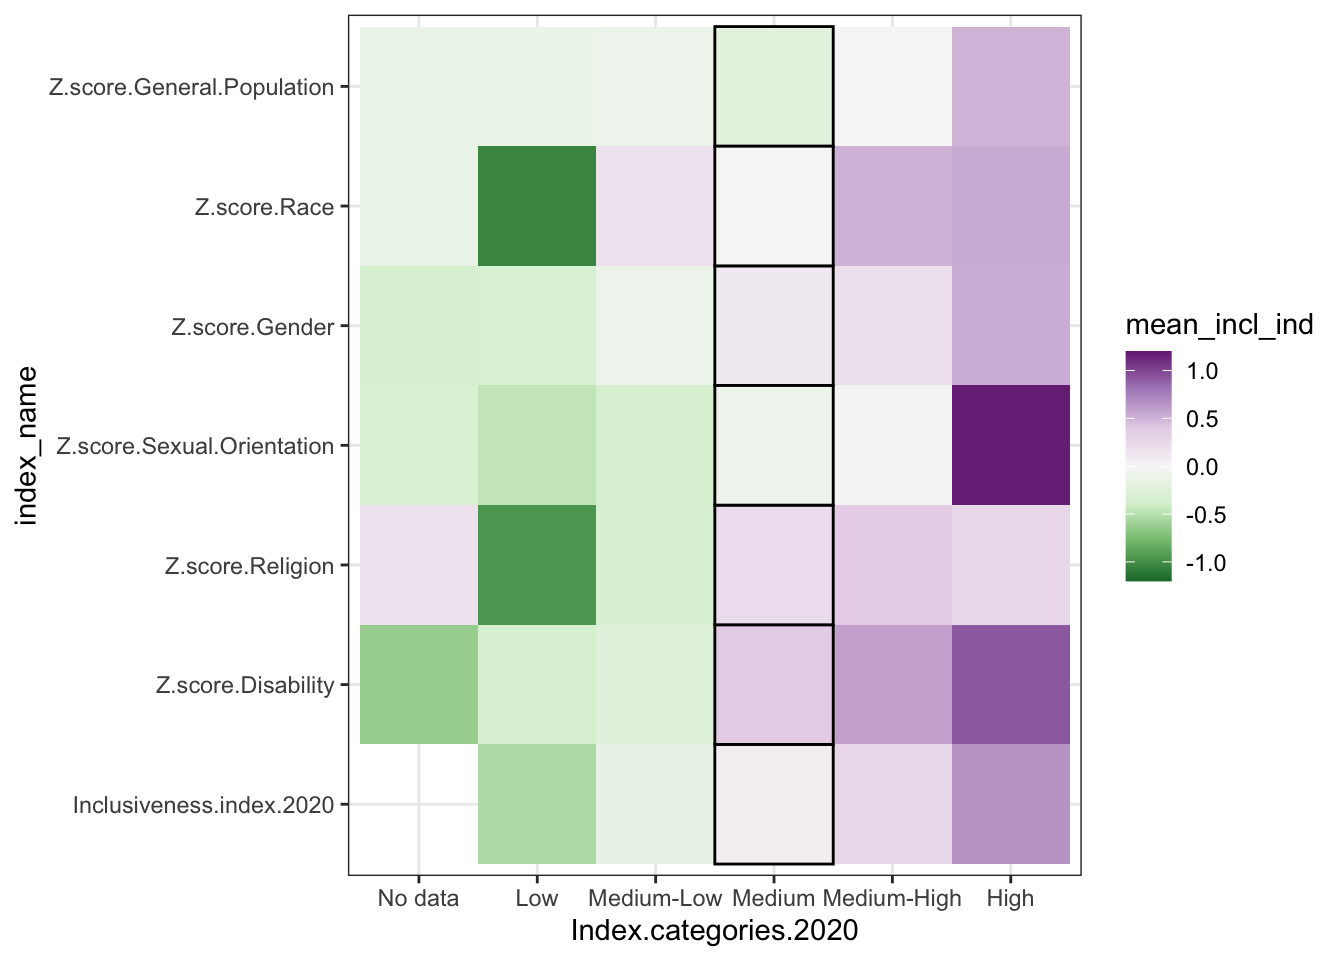 Z.score.General.Population
Z.score.Race
Z.score.Gender
Z.score.Sexual.Orientation
Z.score.Religion
Z.score.Disability
Inclusiveness.index.2020
index_name
No data Low Medium-Low Medium Medium-High High
Index.categories.2020
mean_incl_ind
1.0
0.5
0.0
-0.5
-1.0